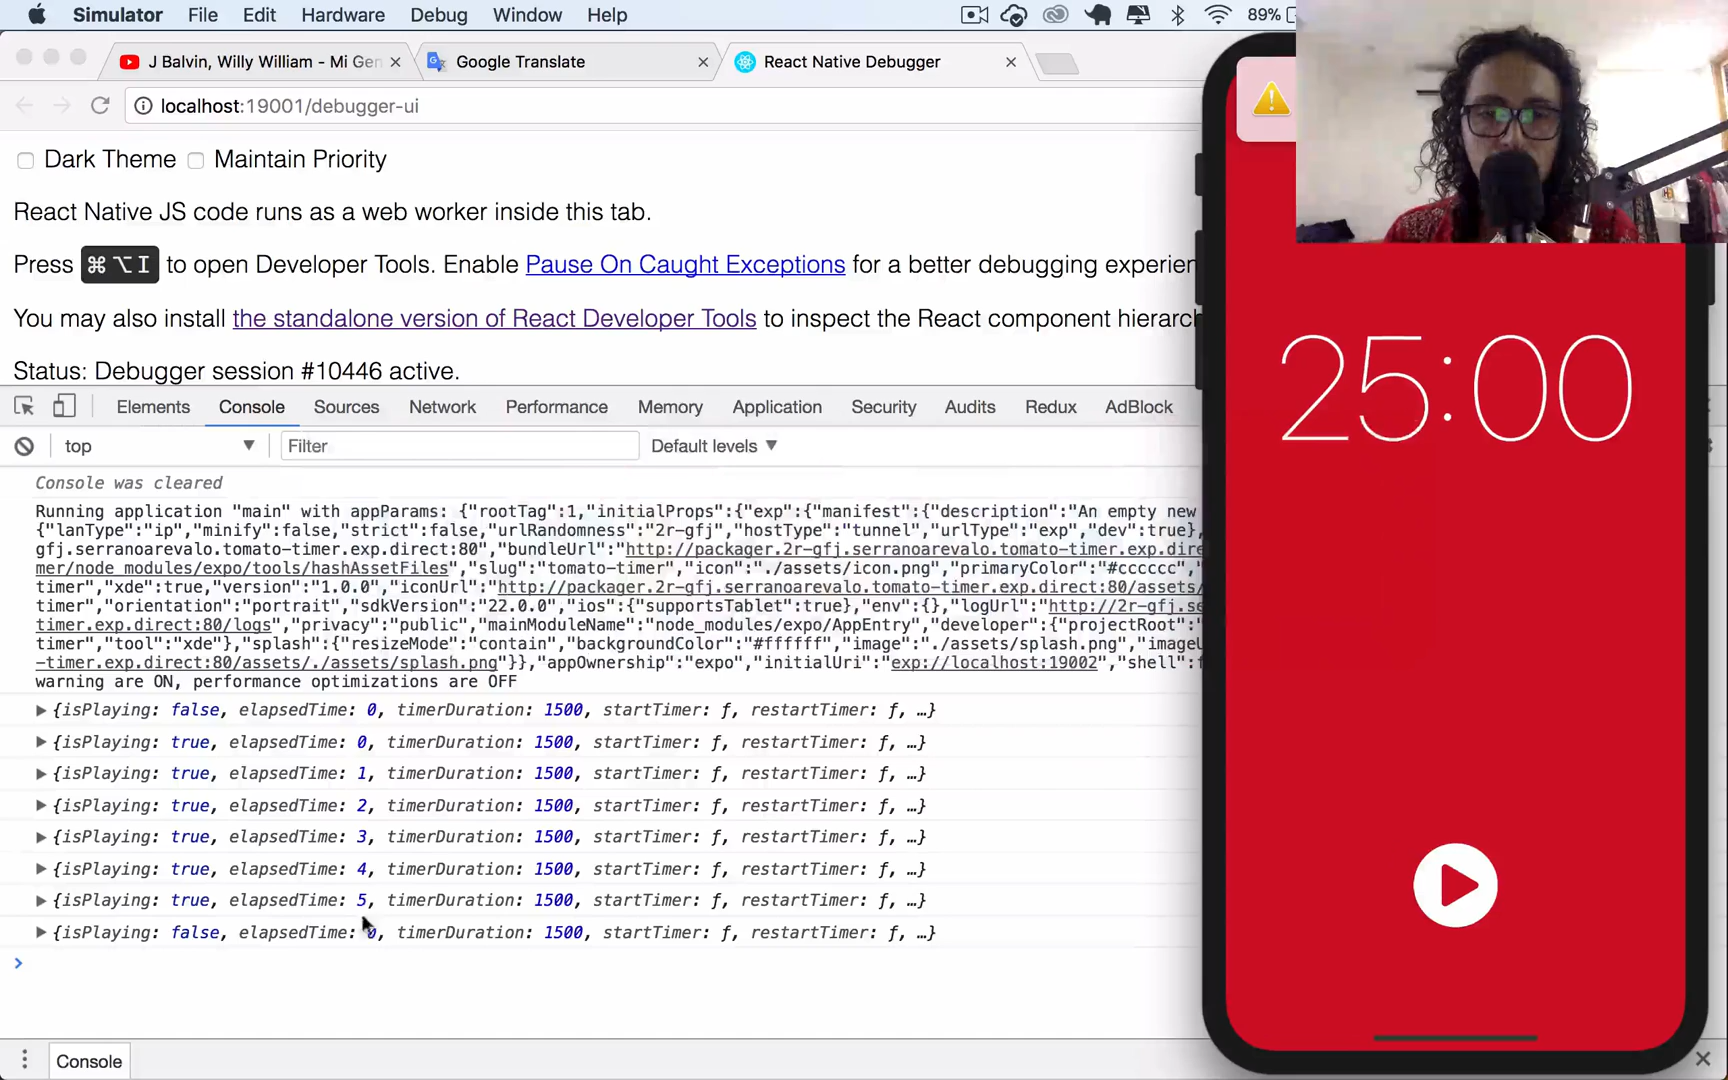 Simulator File Edit Hardware Debug Window Help 89%
J Balvin, Willy William - Mi Gen
Google Translate
React Native Debugger
localhost:19001/debugger-ui
Dark Theme Maintain Priority
React Native JS code runs as a web worker inside this tab.
Press ⌘⌥I to open Developer Tools. Enable Pause On Caught Exceptions for a better debugging experien
You may also install the standalone version of React Developer Tools to inspect the React component hierarch
Status: Debugger session #10446 active.
25:00
Elements Console Sources Network Performance Memory Application Security Audits Redux AdBlock
top Filter Default levels ▼
Console was cleared
Running application "main" with appParams: {"rootTag":1,"initialProps":{"exp":{"manifest":{"description":"An empty new
{"lanType":"ip","minify":false,"strict":false,"urlRandomness":"2r-gfj","hostType":"tunnel","urlType":"exp","dev":true},
gfj.serranoarevalo.tomato-timer.exp.direct:80","bundleUrl":"http://packager.2r-gfj.serranoarevalo.tomato-timer.exp.dire
mer/node_modules/expo/tools/hashAssetFiles","slug":"tomato-timer","icon":"./assets/icon.png","primaryColor":"#cccccc","
timer","xde":true,"version":"1.0.0","iconUrl":"http://packager.2r-gfj.serranoarevalo.tomato-timer.exp.direct:80/assets/
timer","orientation":"portrait","sdkVersion":"22.0.0","ios":{"supportsTablet":true},"env":{},"logUrl":"http://2r-gfj.se
timer.exp.direct:80/logs","privacy":"public","mainModuleName":"node_modules/expo/AppEntry","developer":{"projectRoot":"
timer","tool":"xde"},"splash":{"resizeMode":"contain","backgroundColor":"#ffffff","image":"./assets/splash.png","imageU
-timer.exp.direct:80/assets/./assets/splash.png"}},"appOwnership":"expo","initialUri":"exp://localhost:19002","shell":f
warning are ON, performance optimizations are OFF
▶ {isPlaying: false, elapsedTime: 0, timerDuration: 1500, startTimer: ƒ, restartTimer: ƒ, …}
▶ {isPlaying: true, elapsedTime: 0, timerDuration: 1500, startTimer: ƒ, restartTimer: ƒ, …}
▶ {isPlaying: true, elapsedTime: 1, timerDuration: 1500, startTimer: ƒ, restartTimer: ƒ, …}
▶ {isPlaying: true, elapsedTime: 2, timerDuration: 1500, startTimer: ƒ, restartTimer: ƒ, …}
▶ {isPlaying: true, elapsedTime: 3, timerDuration: 1500, startTimer: ƒ, restartTimer: ƒ, …}
▶ {isPlaying: true, elapsedTime: 4, timerDuration: 1500, startTimer: ƒ, restartTimer: ƒ, …}
▶ {isPlaying: true, elapsedTime: 5, timerDuration: 1500, startTimer: ƒ, restartTimer: ƒ, …}
▶ {isPlaying: false, elapsedTime: , timerDuration: 1500, startTimer: ƒ, restartTimer: ƒ, …}
Console